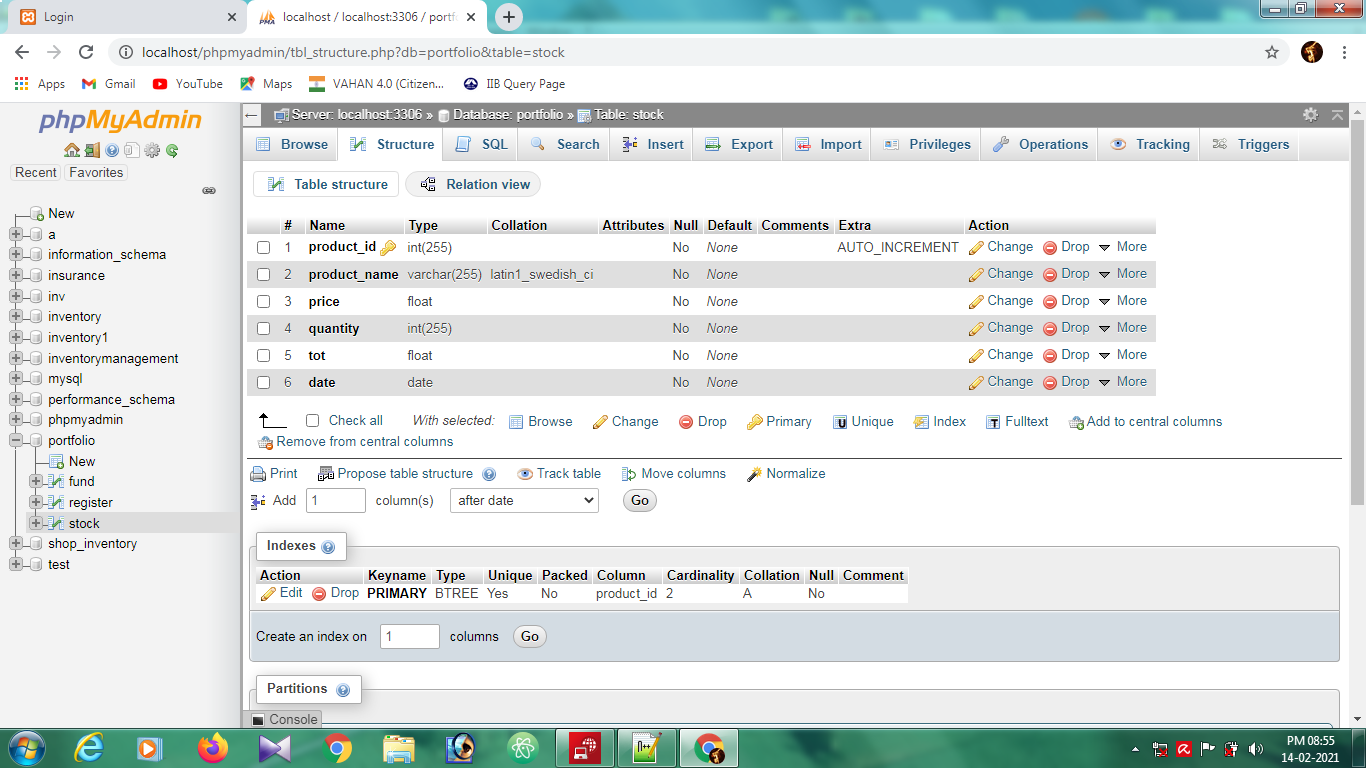 Login
localhost / localhost:3306 / portf
localhost/phpmyadmin/tbl_structure.php?db=portfolio&table=stock
Apps Gmail YouTube Maps VAHAN 4.0 (Citizen... IIB Query Page
phpMyAdmin
Recent Favorites
New
a
information_schema
insurance
inv
inventory
inventory1
inventorymanagement
mysql
performance_schema
phpmyadmin
portfolio
New
fund
register
stock
shop_inventory
test
Server: localhost:3306 » Database: portfolio » Table: stock
Browse Structure SQL Search Insert Export Import Privileges Operations Tracking Triggers
Table structure Relation view
# Name Type Collation Attributes Null Default Comments Extra Action
1 product_id int(255) No None AUTO_INCREMENT Change Drop More
2 product_name varchar(255) latin1_swedish_ci No None Change Drop More
3 price float No None Change Drop More
4 quantity int(255) No None Change Drop More
5 tot float No None Change Drop More
6 date date No None Change Drop More
Check all With selected: Browse Change Drop Primary Unique Index Fulltext Add to central columns
Remove from central columns
Print Propose table structure Track table Move columns Normalize
Add 1 column(s) after date Go
Indexes
Action Keyname Type Unique Packed Column Cardinality Collation Null Comment
Edit Drop PRIMARY BTREE Yes No product_id 2 A No
Create an index on 1 columns Go
Partitions
Console
PM 08:55
14-02-2021